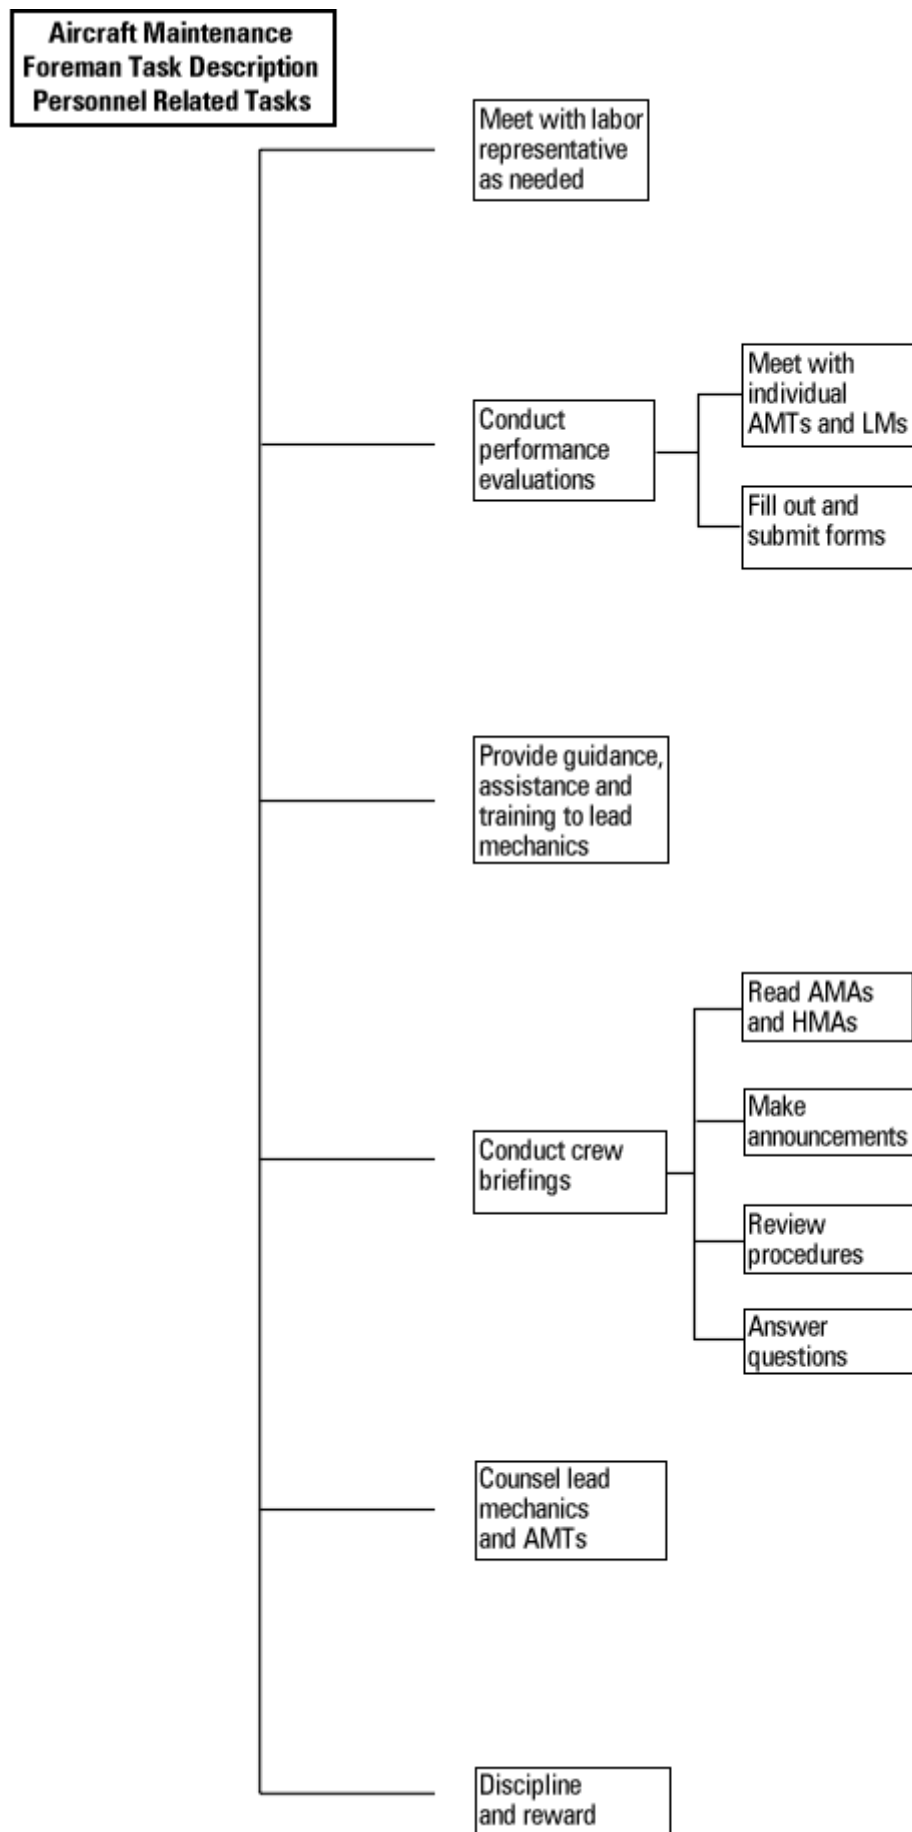 Aircraft Maintenance
Foreman Task Description
Personnel Related Tasks
Meet with labor
representative
as needed
Conduct
performance
evaluations
Meet with
individual
AMTs and LMs
Fill out and
submit forms
Provide guidance,
assistance and
training to lead
mechanics
Conduct crew
briefings
Read AMAs
and HMAs
Make
announcements
Review
procedures
Answer
questions
Counsel lead
mechanics
and AMTs
Discipline
and reward